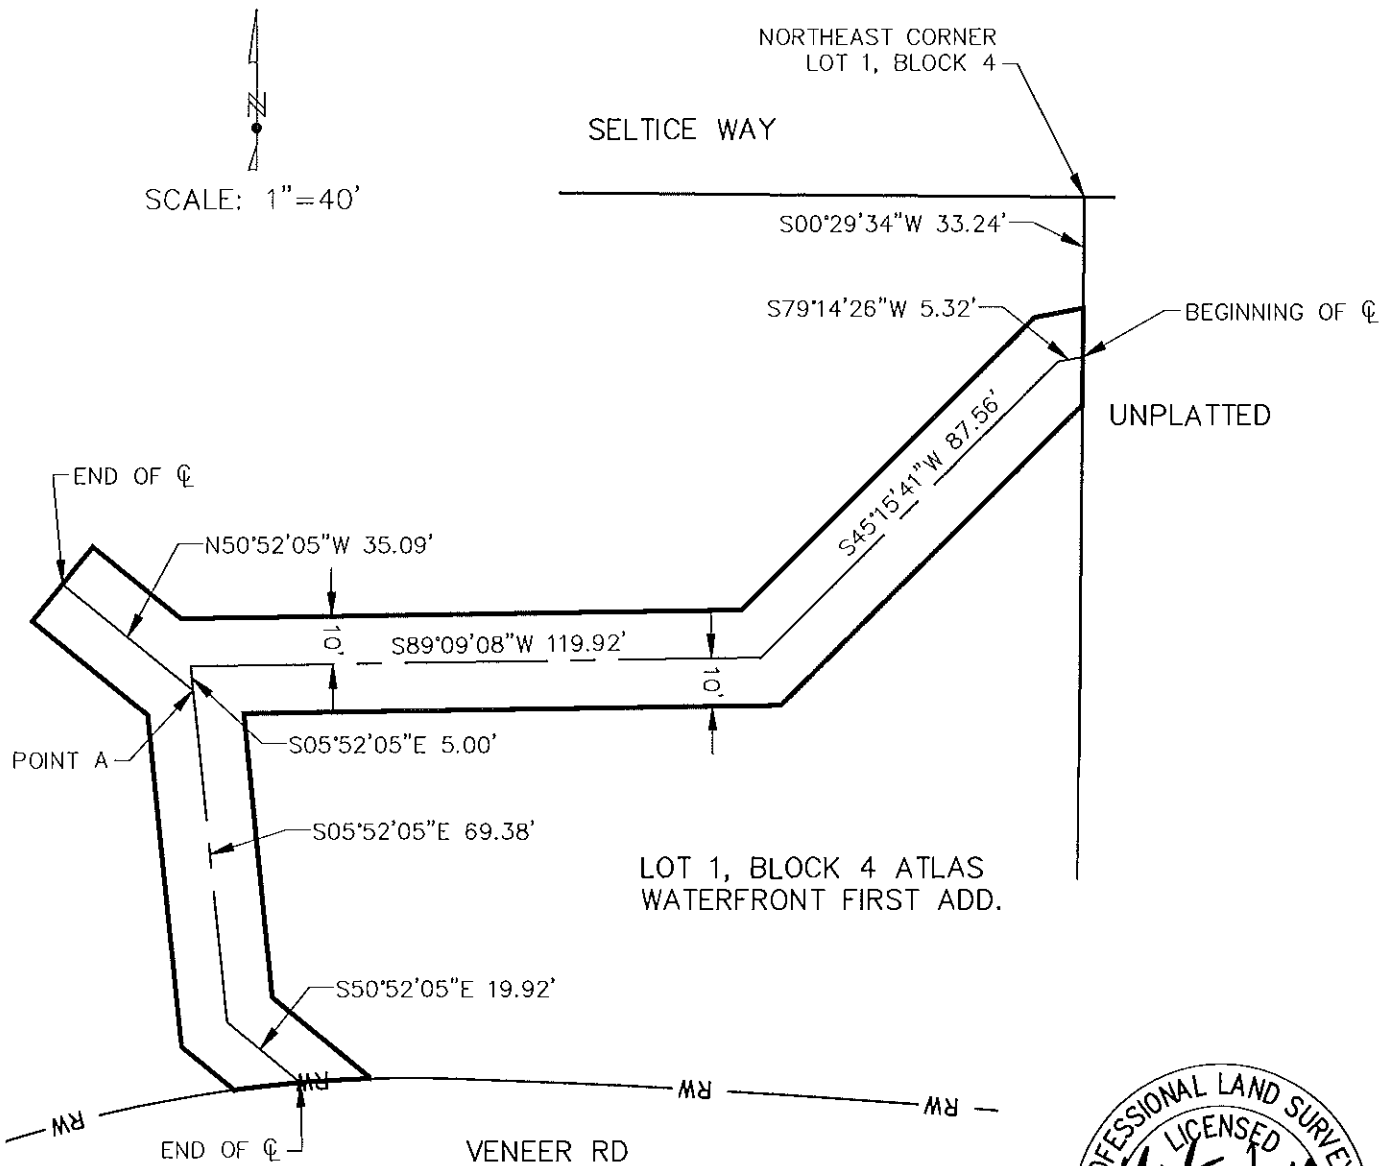 NORTHEAST CORNER
LOT 1, BLOCK 4
N
SELTICE WAY
SCALE: 1"=40'
S00°29'34"W 33.24'
S79°14'26"W 5.32'
BEGINNING OF ℄
UNPLATTED
S45°15'41"W 87.56'
END OF ℄
N50°52'05"W 35.09'
10'
S89°09'08"W 119.92'
10'
S05°52'05"E 5.00'
POINT A
S05°52'05"E 69.38'
LOT 1, BLOCK 4 ATLAS
WATERFRONT FIRST ADD.
S50°52'05"E 19.92'
RW
RW
RW
RW
END OF ℄
VENEER RD
PROFESSIONAL LAND SURVEY
LICENSED